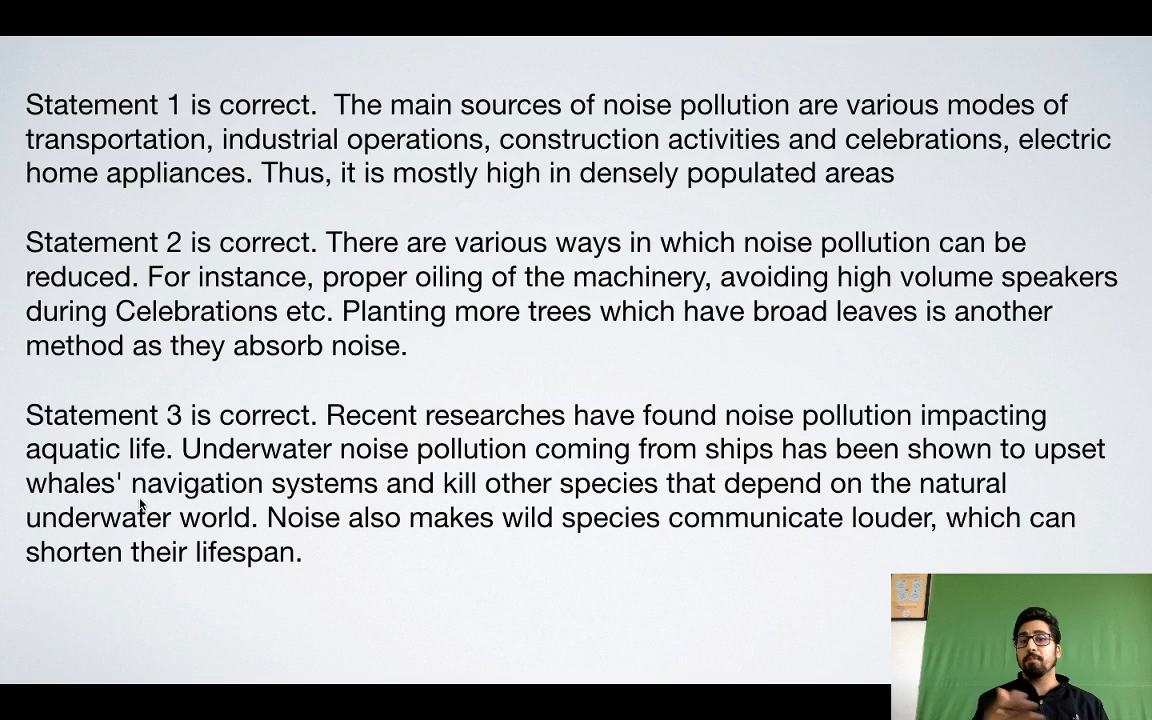 Statement 1 is correct.  The main sources of noise pollution are various modes of
transportation, industrial operations, construction activities and celebrations, electric
home appliances. Thus, it is mostly high in densely populated areas
Statement 2 is correct. There are various ways in which noise pollution can be
reduced. For instance, proper oiling of the machinery, avoiding high volume speakers
during Celebrations etc. Planting more trees which have broad leaves is another
method as they absorb noise.
Statement 3 is correct. Recent researches have found noise pollution impacting
aquatic life. Underwater noise pollution coming from ships has been shown to upset
whales' navigation systems and kill other species that depend on the natural
underwater world. Noise also makes wild species communicate louder, which can
shorten their lifespan.